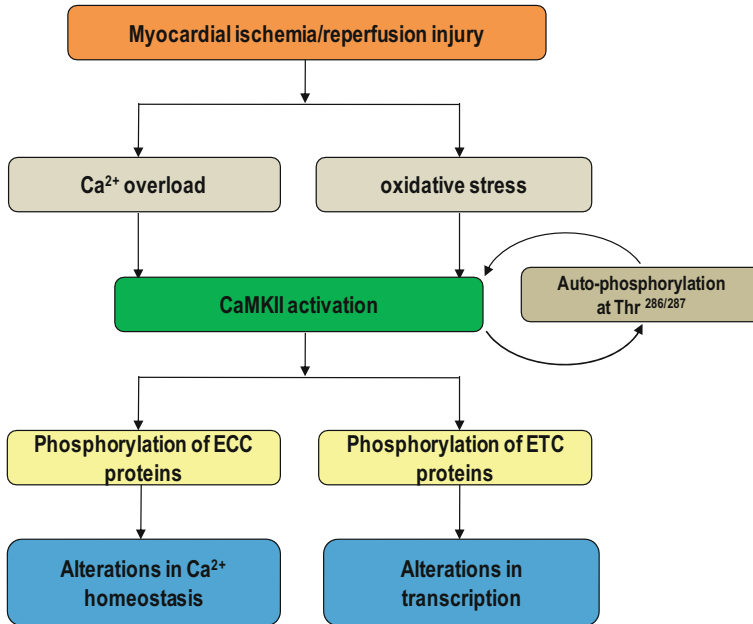 Myocardial ischemia/reperfusion injury
Ca²⁺ overload
oxidative stress
CaMKII activation
Auto-phosphorylation
at Thr ²⁸⁶/²⁸⁷
Phosphorylation of ECC
proteins
Phosphorylation of ETC
proteins
Alterations in Ca²⁺
homeostasis
Alterations in
transcription